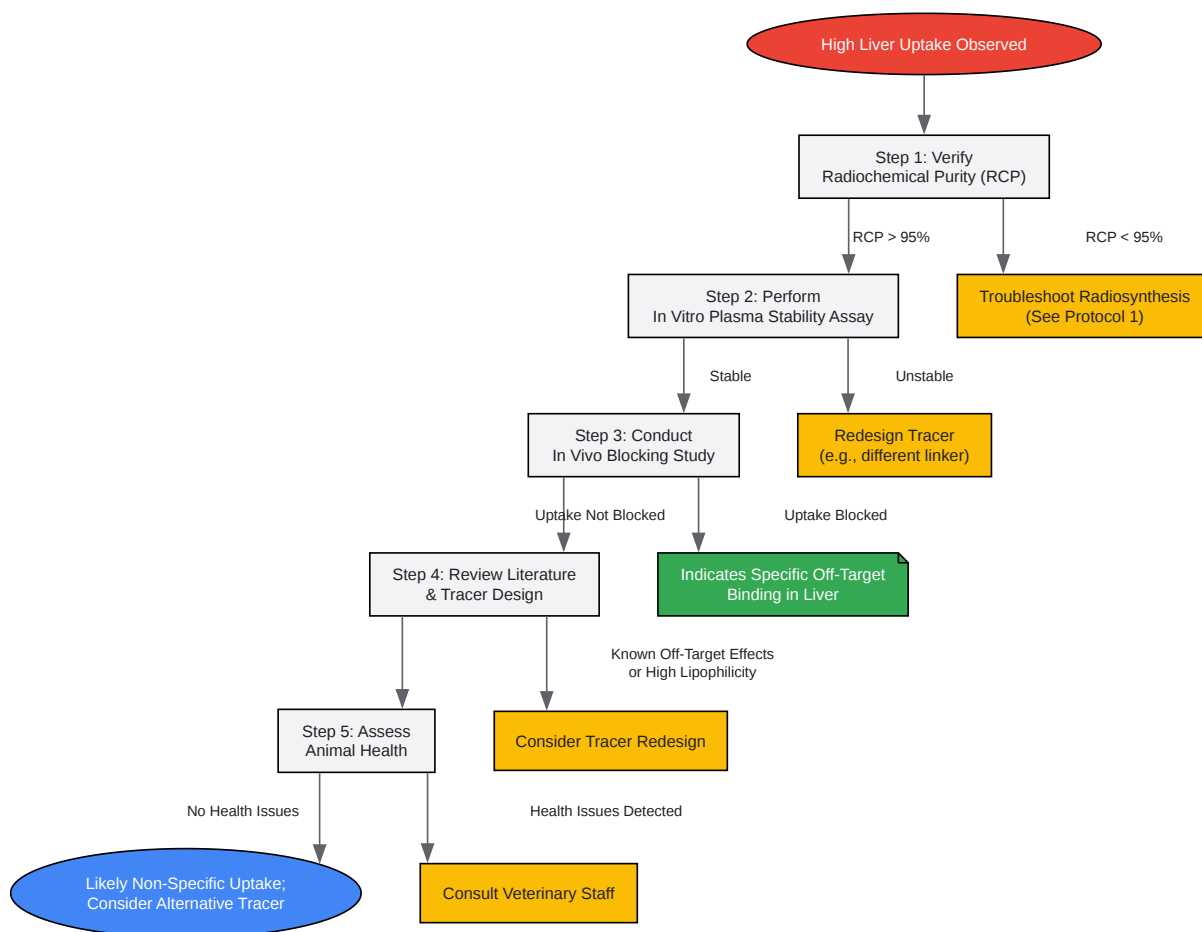 High Liver Uptake Observed
Step 1: Verify
Radiochemical Purity (RCP)
RCP > 95%
RCP < 95%
Step 2: Perform
In Vitro Plasma Stability Assay
Troubleshoot Radiosynthesis
(See Protocol 1)
Stable
Unstable
Step 3: Conduct
In Vivo Blocking Study
Redesign Tracer
(e.g., different linker)
Uptake Not Blocked
Uptake Blocked
Step 4: Review Literature
& Tracer Design
Indicates Specific Off-Target
Binding in Liver
Known Off-Target Effects
or High Lipophilicity
Step 5: Assess
Animal Health
Consider Tracer Redesign
No Health Issues
Health Issues Detected
Likely Non-Specific Uptake;
Consider Alternative Tracer
Consult Veterinary Staff